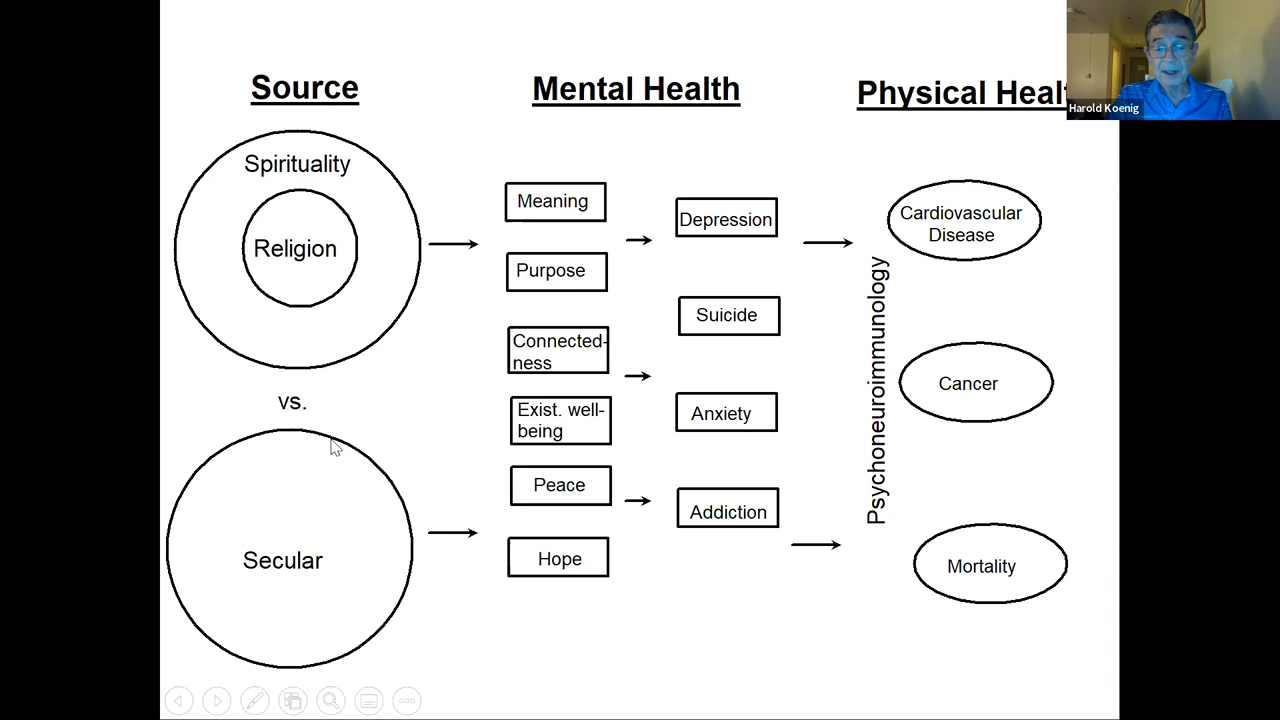 Source
Mental Health
Physical Heal
Harold Koenig
Spirituality
Religion
vs.
Secular
Meaning
Purpose
Connected-
ness
Exist. well-
being
Peace
Hope
Depression
Suicide
Anxiety
Addiction
Psychoneuroimmunology
Cardiovascular
Disease
Cancer
Mortality